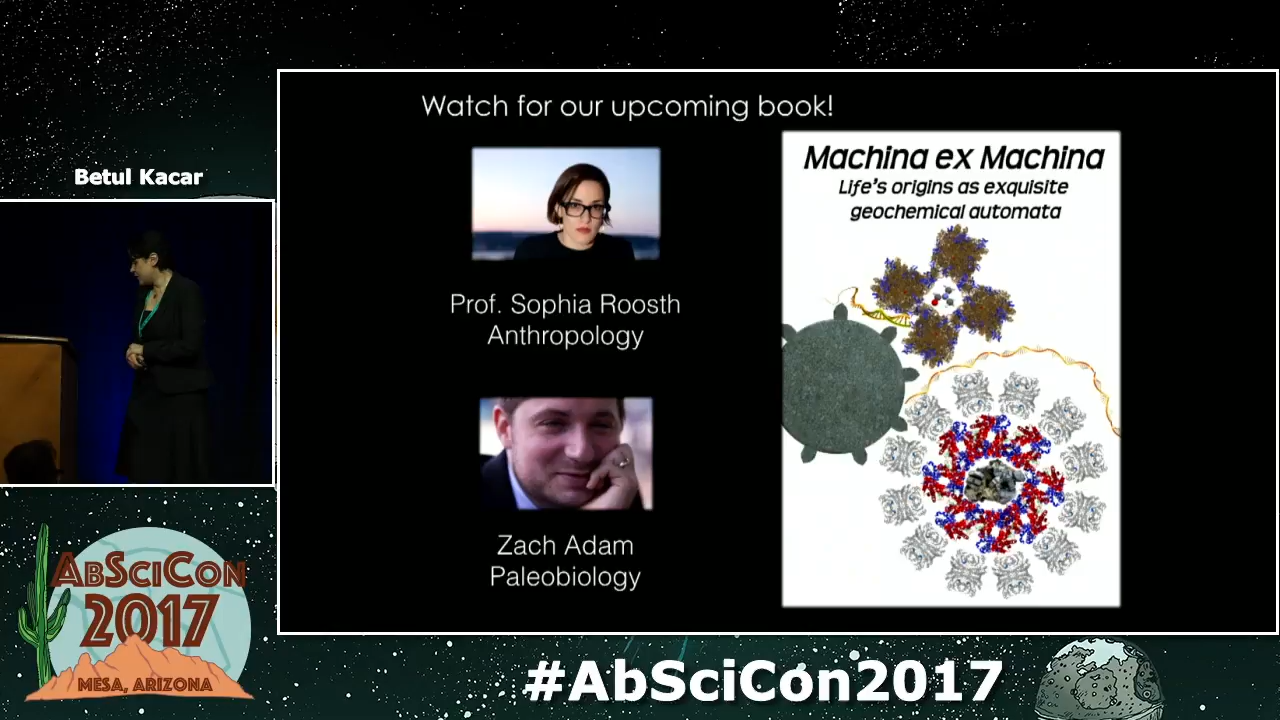 Watch for our upcoming book!
Betul Kacar
Prof. Sophia Roosth
Anthropology
Zach Adam
Paleobiology
Machina ex Machina
Life's origins as exquisite
geochemical automata
AbSciCon
2017
Mesa, Arizona
#AbSciCon2017